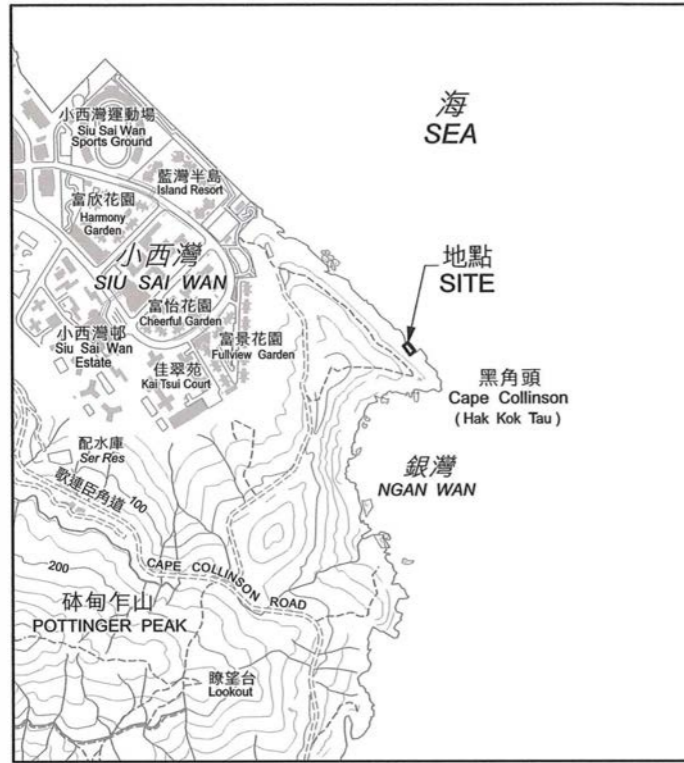 海
SEA
小西灣運動場
Siu Sai Wan
Sports Ground
藍灣半島
Island Resort
富欣花園
Harmony
Garden
小西灣
SIU SAI WAN
地點
SITE
富怡花園
Cheerful Garden
小西灣邨
Siu Sai Wan
Estate
富景花園
Fullview Garden
佳翠苑
Kai Tsui Court
黑角頭
Cape Collinson
(Hak Kok Tau)
配水庫
Ser Res
銀灣
NGAN WAN
歌連臣角道
100
200
CAPE COLLINSON ROAD
砵甸乍山
POTTINGER PEAK
瞭望台
Lookout